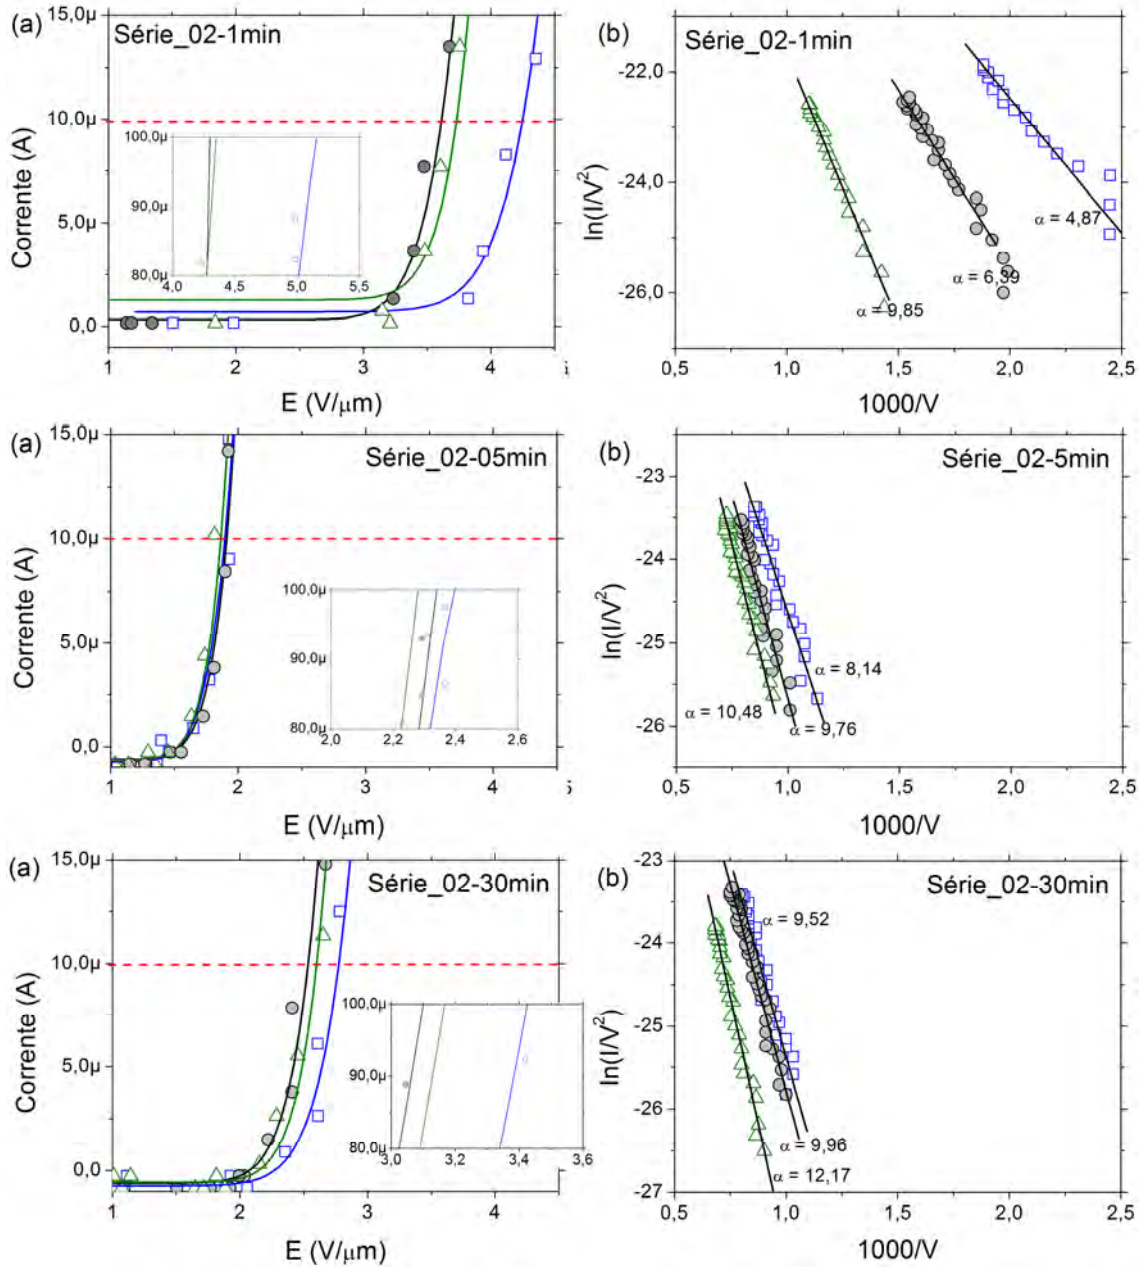 (a)
Série_02-1min
15,0µ
10,0µ
5,0µ
0,0
Corrente (A)
100,0µ
90,0µ
80,0µ
4,0 4,5 5,0 5,5
1 2 3 4
E (V/µm)
(b)
Série_02-1min
-22,0
-24,0
-26,0
ln(I/V²)
α = 4,87
α = 6,39
α = 9,85
0,5 1,0 1,5 2,0 2,5
1000/V
(a)
Série_02-05min
15,0µ
10,0µ
5,0µ
0,0
Corrente (A)
100,0µ
90,0µ
80,0µ
2,0 2,2 2,4 2,6
1 2 3 4
E (V/µm)
(b)
Série_02-5min
-23
-24
-25
-26
ln(I/V²)
α = 8,14
α = 10,48
α = 9,76
0,5 1,0 1,5 2,0 2,5
1000/V
(a)
Série_02-30min
15,0µ
10,0µ
5,0µ
0,0
Corrente (A)
100,0µ
90,0µ
80,0µ
3,0 3,2 3,4 3,6
1 2 3 4
E (V/µm)
(b)
Série_02-30min
-23
-24
-25
-26
-27
ln(I/V²)
α = 9,52
α = 9,96
α = 12,17
0,5 1,0 1,5 2,0 2,5
1000/V